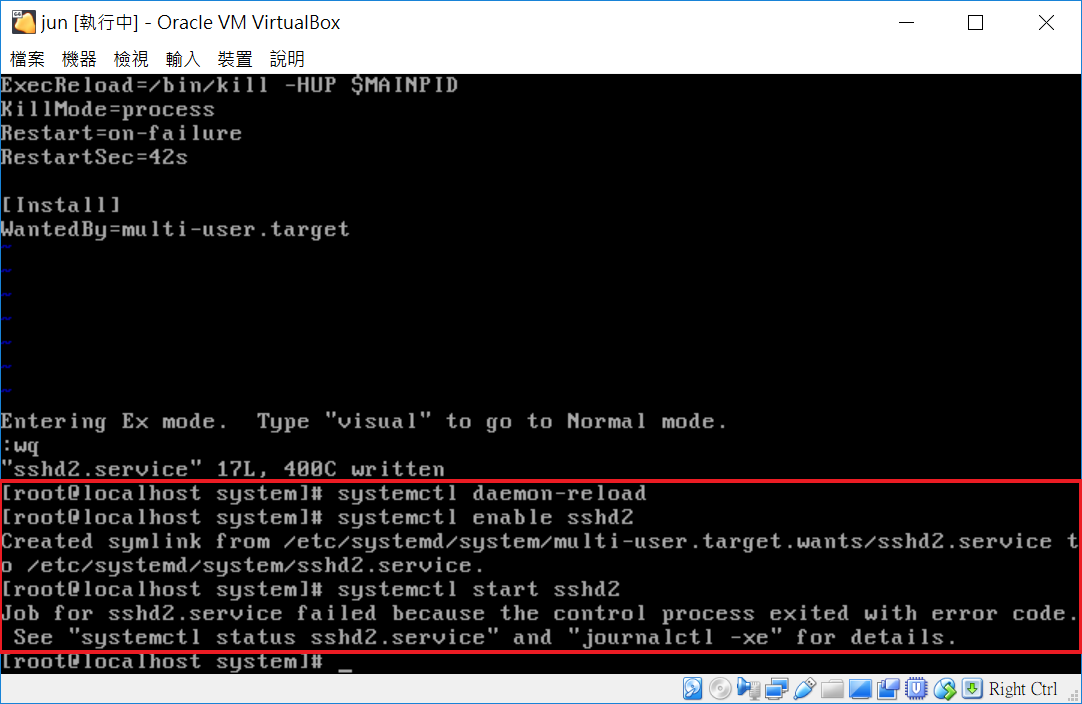 jun [執行中] - Oracle VM VirtualBox
檔案 機器 檢視 輸入 裝置 說明
ExecReload=/bin/kill -HUP $MAINPID
KillMode=process
Restart=on-failure
RestartSec=42s
[Install]
WantedBy=multi-user.target
~
~
~
~
~
~
~
Entering Ex mode.  Type "visual" to go to Normal mode.
:wq
"sshd2.service" 17L, 400C written
[root@localhost system]# systemctl daemon-reload
[root@localhost system]# systemctl enable sshd2
Created symlink from /etc/systemd/system/multi-user.target.wants/sshd2.service t
o /etc/systemd/system/sshd2.service.
[root@localhost system]# systemctl start sshd2
Job for sshd2.service failed because the control process exited with error code.
 See "systemctl status sshd2.service" and "journalctl -xe" for details.
[root@localhost system]# _
Right Ctrl